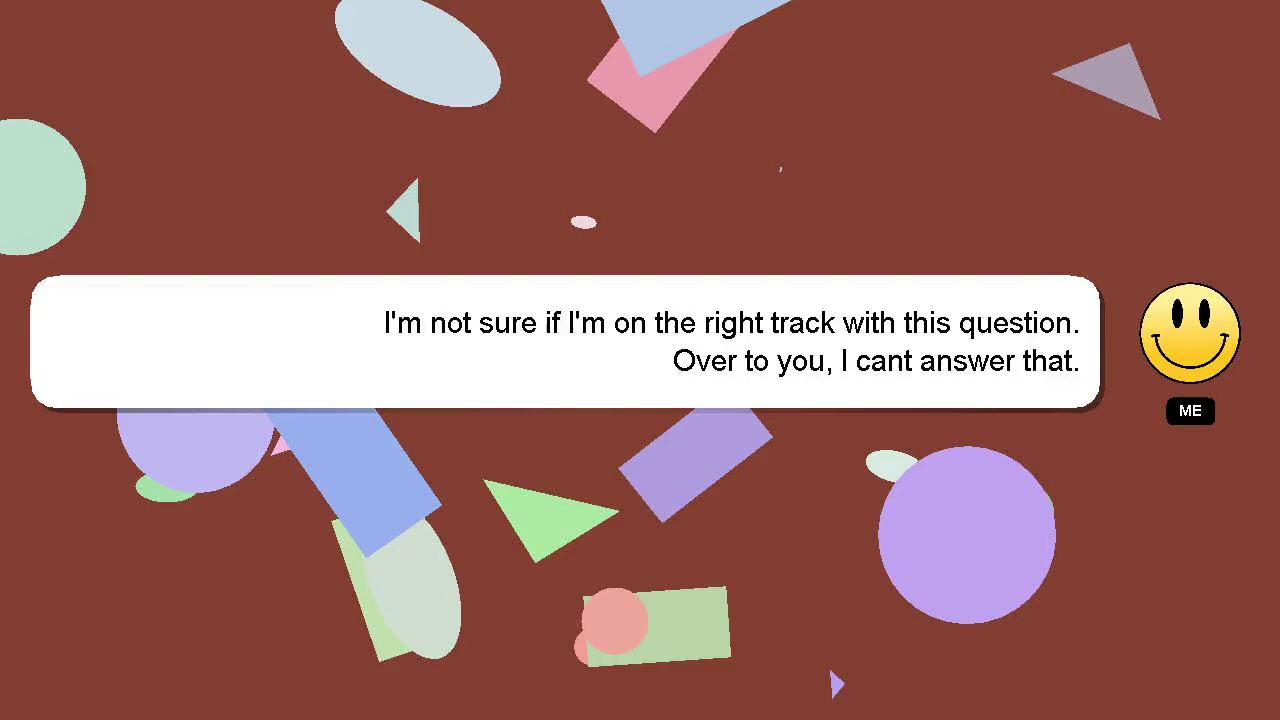 I'm not sure if I'm on the right track with this question.
Over to you, I cant answer that.
ME